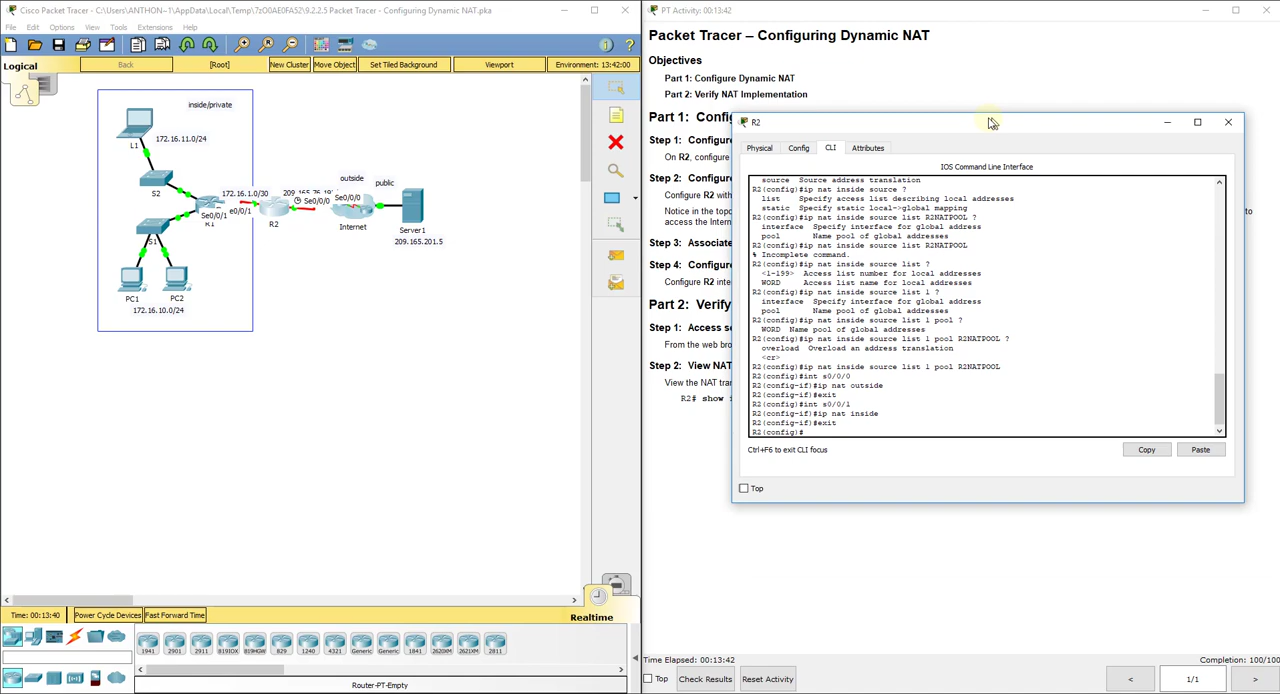 Cisco Packet Tracer - C:\Users\ANTHON~1\AppData\Local\Temp\7zO0AE0FA52\9.2.2.5 Packet Tracer - Configuring Dynamic NAT.pka
File Edit Options View Tools Extensions Help
Logical Back [Root] New Cluster Move Object Set Tiled Background Viewport Environment: 13:42:00
inside/private
L1
172.16.11.0/24
S2
outside
public
172.16.1.0/30
Se0/0/0
Se0/0/0
Se0/0/1
e0/0/1
R1
R2
Internet
Server1
209.165.201.5
S1
PC1
PC2
172.16.10.0/24
Time: 00:13:40 Power Cycle Devices Fast Forward Time
Realtime
1941 2901 2911 819IOX 819HGW 829 1240 4321 Generic Generic 1841 2620XM 2621XM 2811
Router-PT-Empty
PT Activity: 00:13:42
Packet Tracer – Configuring Dynamic NAT
Objectives
Part 1: Configure Dynamic NAT
Part 2: Verify NAT Implementation
Part 1: Confi
Step 1: Configure
On R2, configure
Step 2: Configure
Configure R2 with
Notice in the topo
access the Intern
Step 3: Associate
Step 4: Configure
Configure R2 inte
Part 2: Verify
Step 1: Access se
From the web bro
Step 2: View NAT
View the NAT tran
R2# show i
to
R2
Physical Config CLI Attributes
IOS Command Line Interface
source Source address translation
R2(config)#ip nat inside source ?
list Specify access list describing local addresses
static Specify static local->global mapping
R2(config)#ip nat inside source list R2NATPOOL ?
interface Specify interface for global address
pool Name pool of global addresses
R2(config)#ip nat inside source list R2NATPOOL
% Incomplete command.
R2(config)#ip nat inside source list ?
<1-199> Access list number for local addresses
WORD Access list name for local addresses
R2(config)#ip nat inside source list 1 ?
interface Specify interface for global address
pool Name pool of global addresses
R2(config)#ip nat inside source list 1 pool ?
WORD Name pool of global addresses
R2(config)#ip nat inside source list 1 pool R2NATPOOL ?
overload Overload an address translation
<cr>
R2(config)#ip nat inside source list 1 pool R2NATPOOL
R2(config)#int s0/0/0
R2(config-if)#ip nat outside
R2(config-if)#exit
R2(config)#int s0/0/1
R2(config-if)#ip nat inside
R2(config-if)#exit
R2(config)#
Ctrl+F6 to exit CLI focus
Copy Paste
Top
Time Elapsed: 00:13:42 Completion: 100/100
Top Check Results Reset Activity < 1/1 >